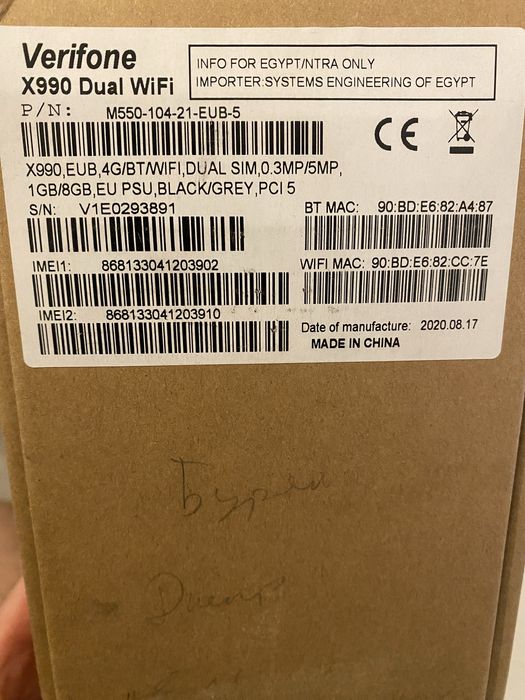 Verifone
X990 Dual WiFi
INFO FOR EGYPT/NTRA ONLY
IMPORTER:SYSTEMS ENGINEERING OF EGYPT
P/N: M550-104-21-EUB-5
CE
X990,EUB,4G/BT/WIFI,DUAL SIM,0.3MP/5MP,
1GB/8GB,EU PSU,BLACK/GREY,PCI 5
S/N: V1E0293891
BT MAC: 90:BD:E6:82:A4:87
IMEI1: 868133041203902
WIFI MAC: 90:BD:E6:82:CC:7E
IMEI2: 868133041203910
Date of manufacture: 2020.08.17
MADE IN CHINA